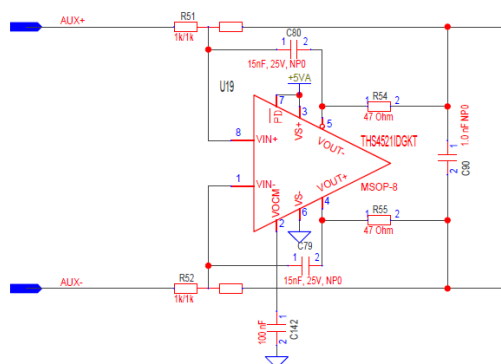 AUX+
R51
1k/1k
C80
1
2
15nF, 25V, NP0
+5VA
U19
7
PD
3
VS+
8
VIN+
VOUT-
5
R54
1
2
47 Ohm
THS4521IDGKT
1.0 nF NP0
1
2
C90
1
VIN-
VOCM
2
VS-
6
VOUT+
4
MSOP-8
R55
1
2
47 Ohm
C79
1
2
15nF, 25V, NP0
AUX-
R52
1k/1k
100 nF
1
2
C142